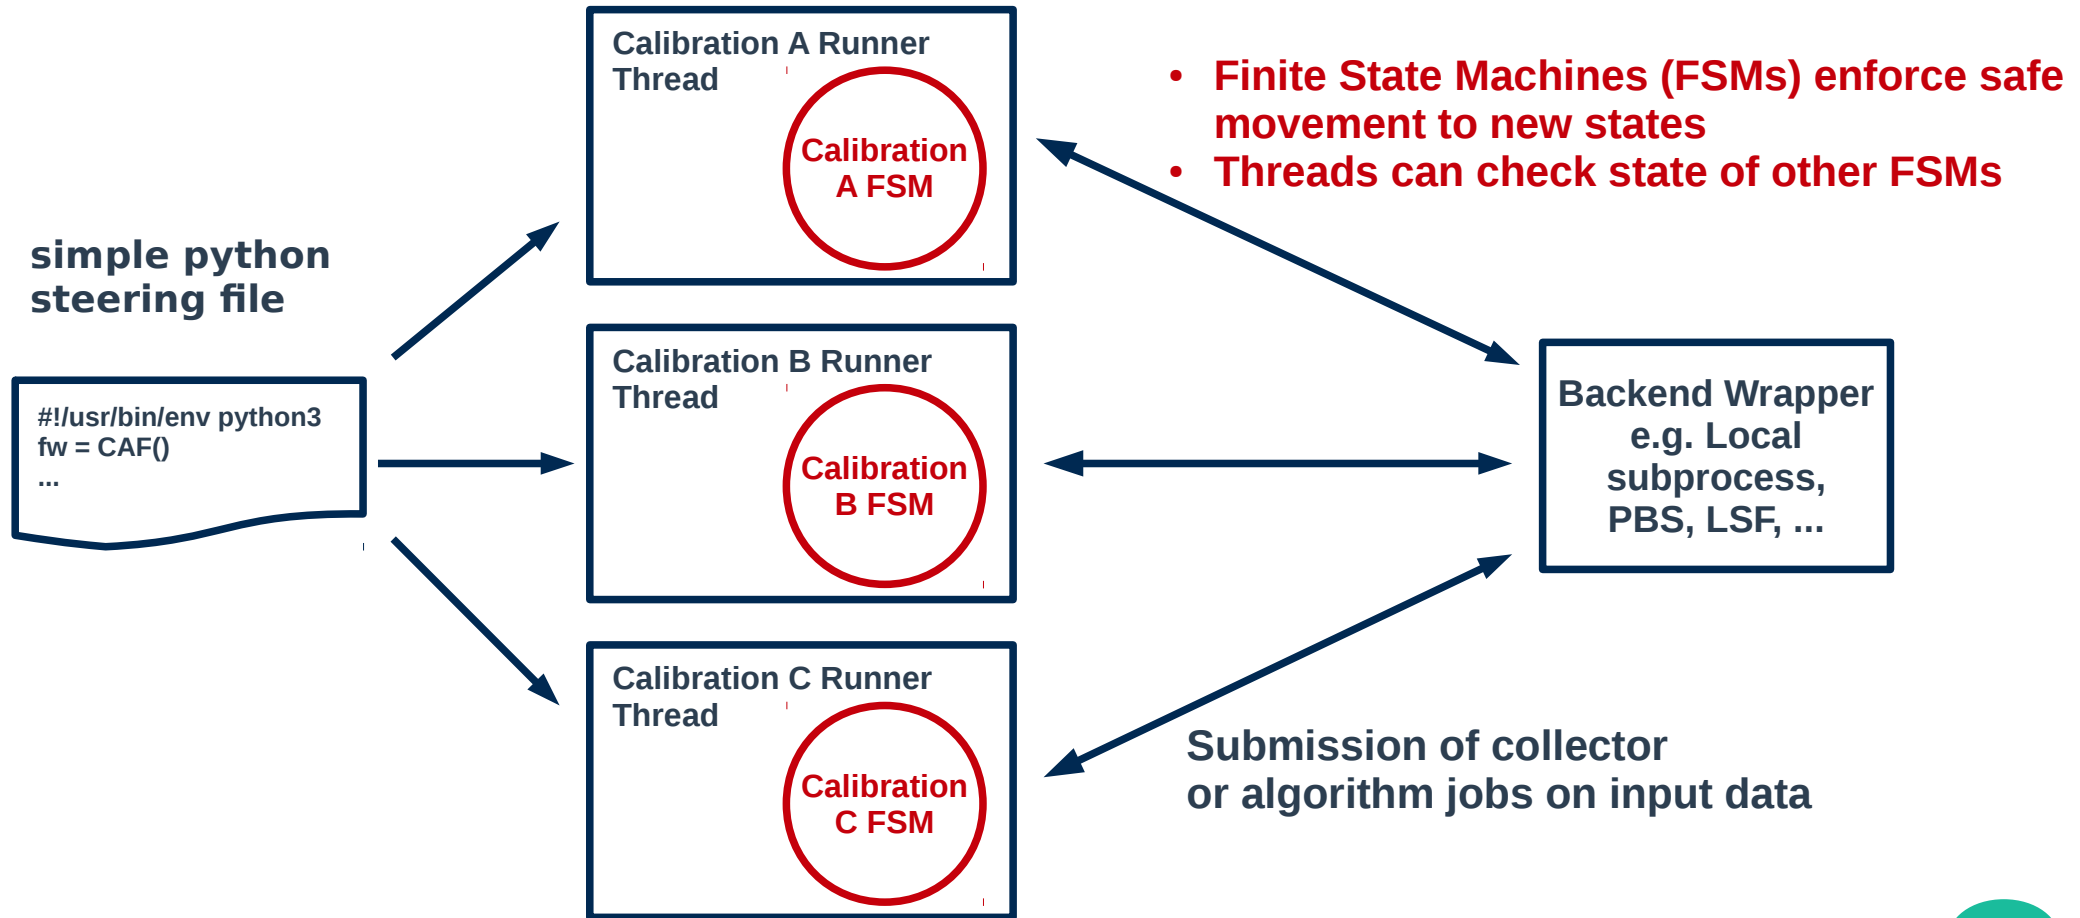 simple python
steering file
#!/usr/bin/env python3
fw = CAF()
...
Calibration A Runner
Thread
Calibration
A FSM
Calibration B Runner
Thread
Calibration
B FSM
Calibration C Runner
Thread
Calibration
C FSM
• Finite State Machines (FSMs) enforce safe
movement to new states
• Threads can check state of other FSMs
Backend Wrapper
e.g. Local
subprocess,
PBS, LSF, ...
Submission of collector
or algorithm jobs on input data